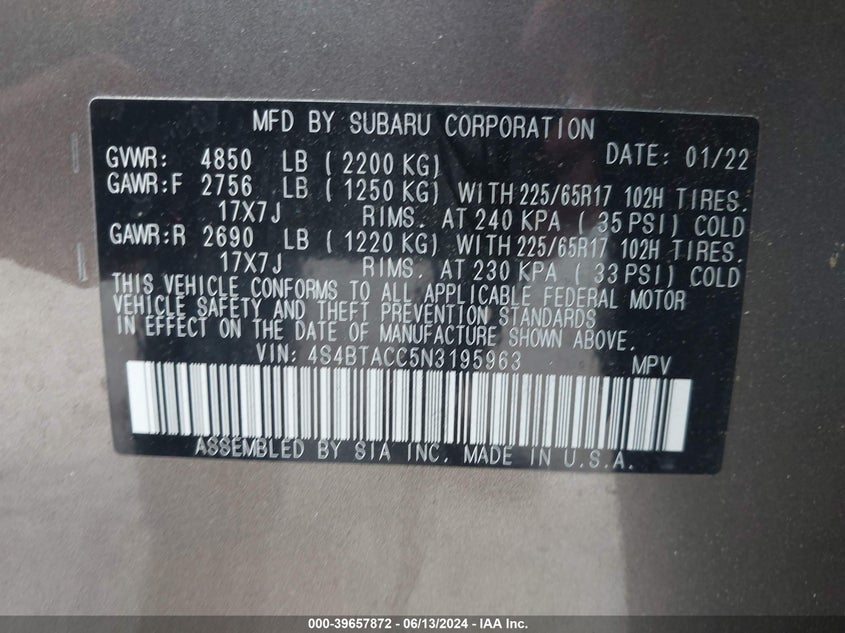 MFD BY SUBARU CORPORATION
GVWR: 4850 LB ( 2200 KG) DATE: 01/22
GAWR:F 2756 LB ( 1250 KG) WITH 225/65R17 102H TIRES.
17X7J RIMS. AT 240 KPA ( 35 PSI) COLD
GAWR:R 2690 LB ( 1220 KG) WITH 225/65R17 102H TIRES.
17X7J RIMS. AT 230 KPA ( 33 PSI) COLD
THIS VEHICLE CONFORMS TO ALL APPLICABLE FEDERAL MOTOR
VEHICLE SAFETY AND THEFT PREVENTION STANDARDS
IN EFFECT ON THE DATE OF MANUFACTURE SHOWN ABOVE.
VIN: 4S4BTACC5N3195963 MPV
ASSEMBLED BY SIA INC. MADE IN U.S.A.
000-39657872 - 06/13/2024 - IAA Inc.